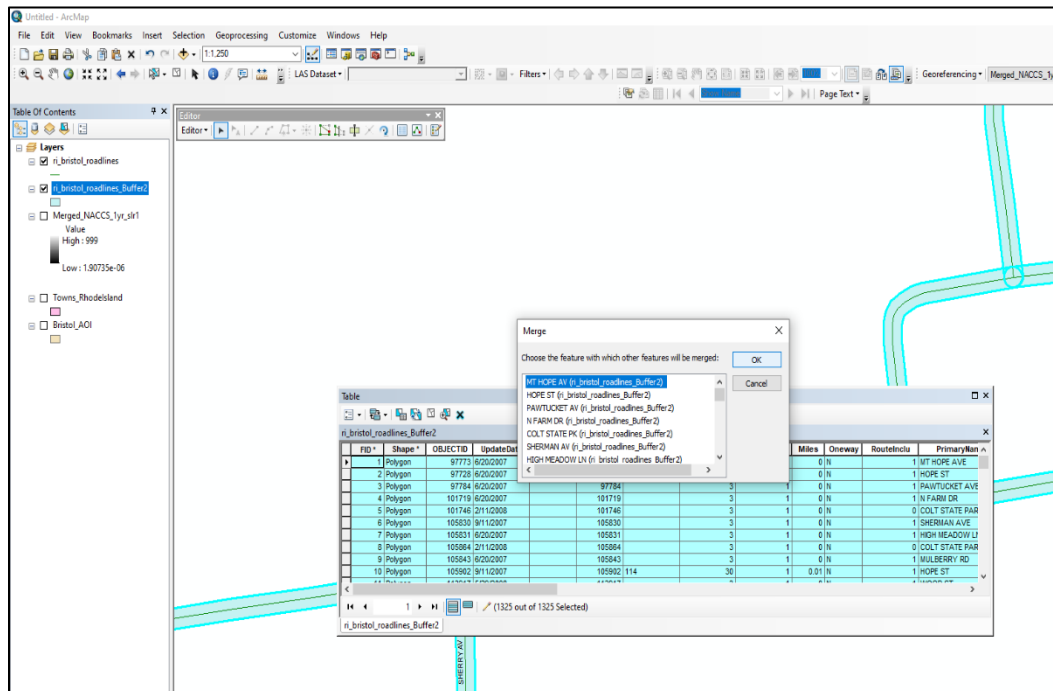 Untitled - ArcMap
File Edit View Bookmarks Insert Selection Geoprocessing Customize Windows Help
1:1,250
LAS Dataset Filters Georeferencing Merged_NACCS_1y
Page Text
Table Of Contents
Editor
Editor
Layers
ri_bristol_roadlines
ri_bristol_roadlines_Buffer2
Merged_NACCS_1yr_slr1
Value
High : 999
Low : 1.90735e-06
Towns_RhodeIsland
Bristol_AOI
Merge
Choose the feature with which other features will be merged:
OK
Cancel
MT HOPE AV (ri_bristol_roadlines_Buffer2)
HOPE ST (ri_bristol_roadlines_Buffer2)
PAWTUCKET AV (ri_bristol_roadlines_Buffer2)
N FARM DR (ri_bristol_roadlines_Buffer2)
COLT STATE PK (ri_bristol_roadlines_Buffer2)
SHERMAN AV (ri_bristol_roadlines_Buffer2)
HIGH MEADOW LN (ri_bristol_roadlines_Buffer2)
Table
ri_bristol_roadlines_Buffer2
FID * Shape * OBJECTID UpdateDat Miles Oneway RouteInclu PrimaryNam
1 Polygon 97773 6/20/2007 0 N 1 MT HOPE AVE
2 Polygon 97728 6/20/2007 0 N 1 HOPE ST
3 Polygon 97784 6/20/2007 97784 3 1 0 N 1 PAWTUCKET AVE
4 Polygon 101719 6/20/2007 101719 3 1 0 N 1 N FARM DR
5 Polygon 101746 2/11/2008 101746 3 1 0 N 0 COLT STATE PAR
6 Polygon 105830 9/11/2007 105830 3 1 0 N 1 SHERMAN AVE
7 Polygon 105831 6/20/2007 105831 3 1 0 N 1 HIGH MEADOW LN
8 Polygon 105864 2/11/2008 105864 3 1 0 N 0 COLT STATE PAR
9 Polygon 105843 6/20/2007 105843 3 1 0 N 1 MULBERRY RD
10 Polygon 105902 9/11/2007 105902 114 30 1 0.01 N 1 HOPE ST
1 (1325 out of 1325 Selected)
ri_bristol_roadlines_Buffer2
SHERRY AV